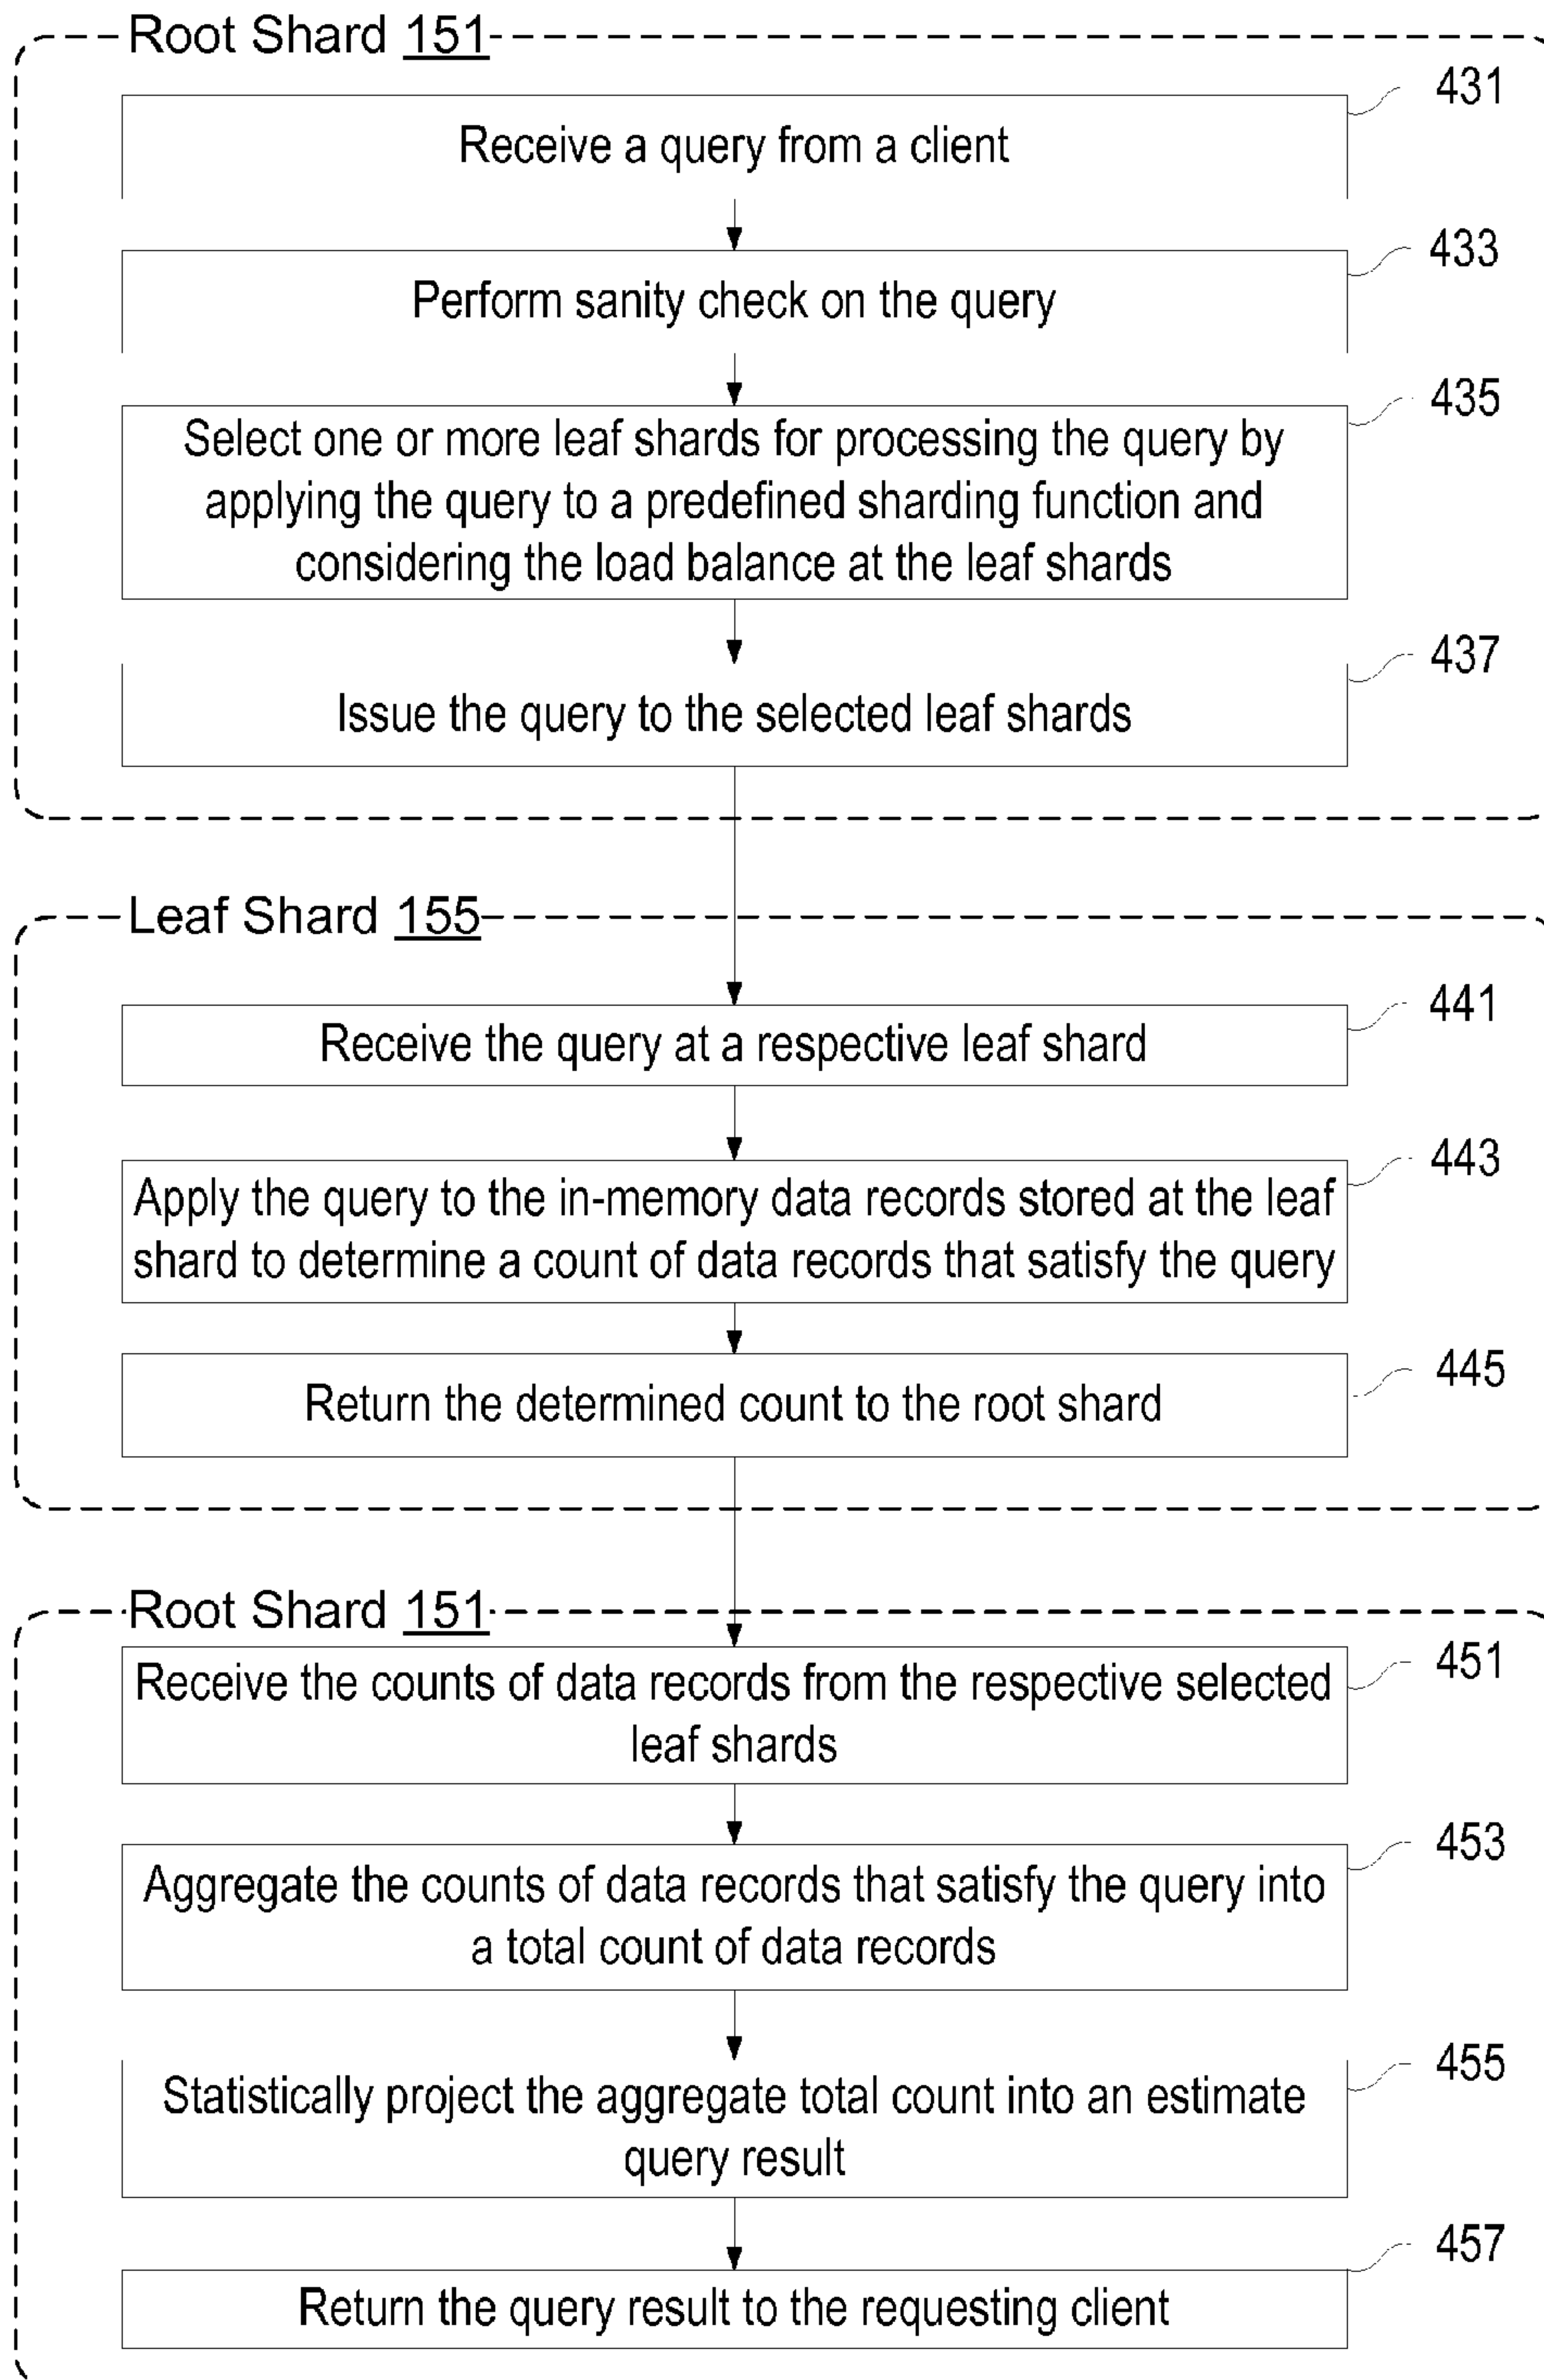 Root Shard 151
431
Receive a query from a client
433
Perform sanity check on the query
435
Select one or more leaf shards for processing the query by
applying the query to a predefined sharding function and
considering the load balance at the leaf shards
437
Issue the query to the selected leaf shards
Leaf Shard 155
441
Receive the query at a respective leaf shard
443
Apply the query to the in-memory data records stored at the leaf
shard to determine a count of data records that satisfy the query
445
Return the determined count to the root shard
Root Shard 151
451
Receive the counts of data records from the respective selected
leaf shards
453
Aggregate the counts of data records that satisfy the query into
a total count of data records
455
Statistically project the aggregate total count into an estimate
query result
457
Return the query result to the requesting client